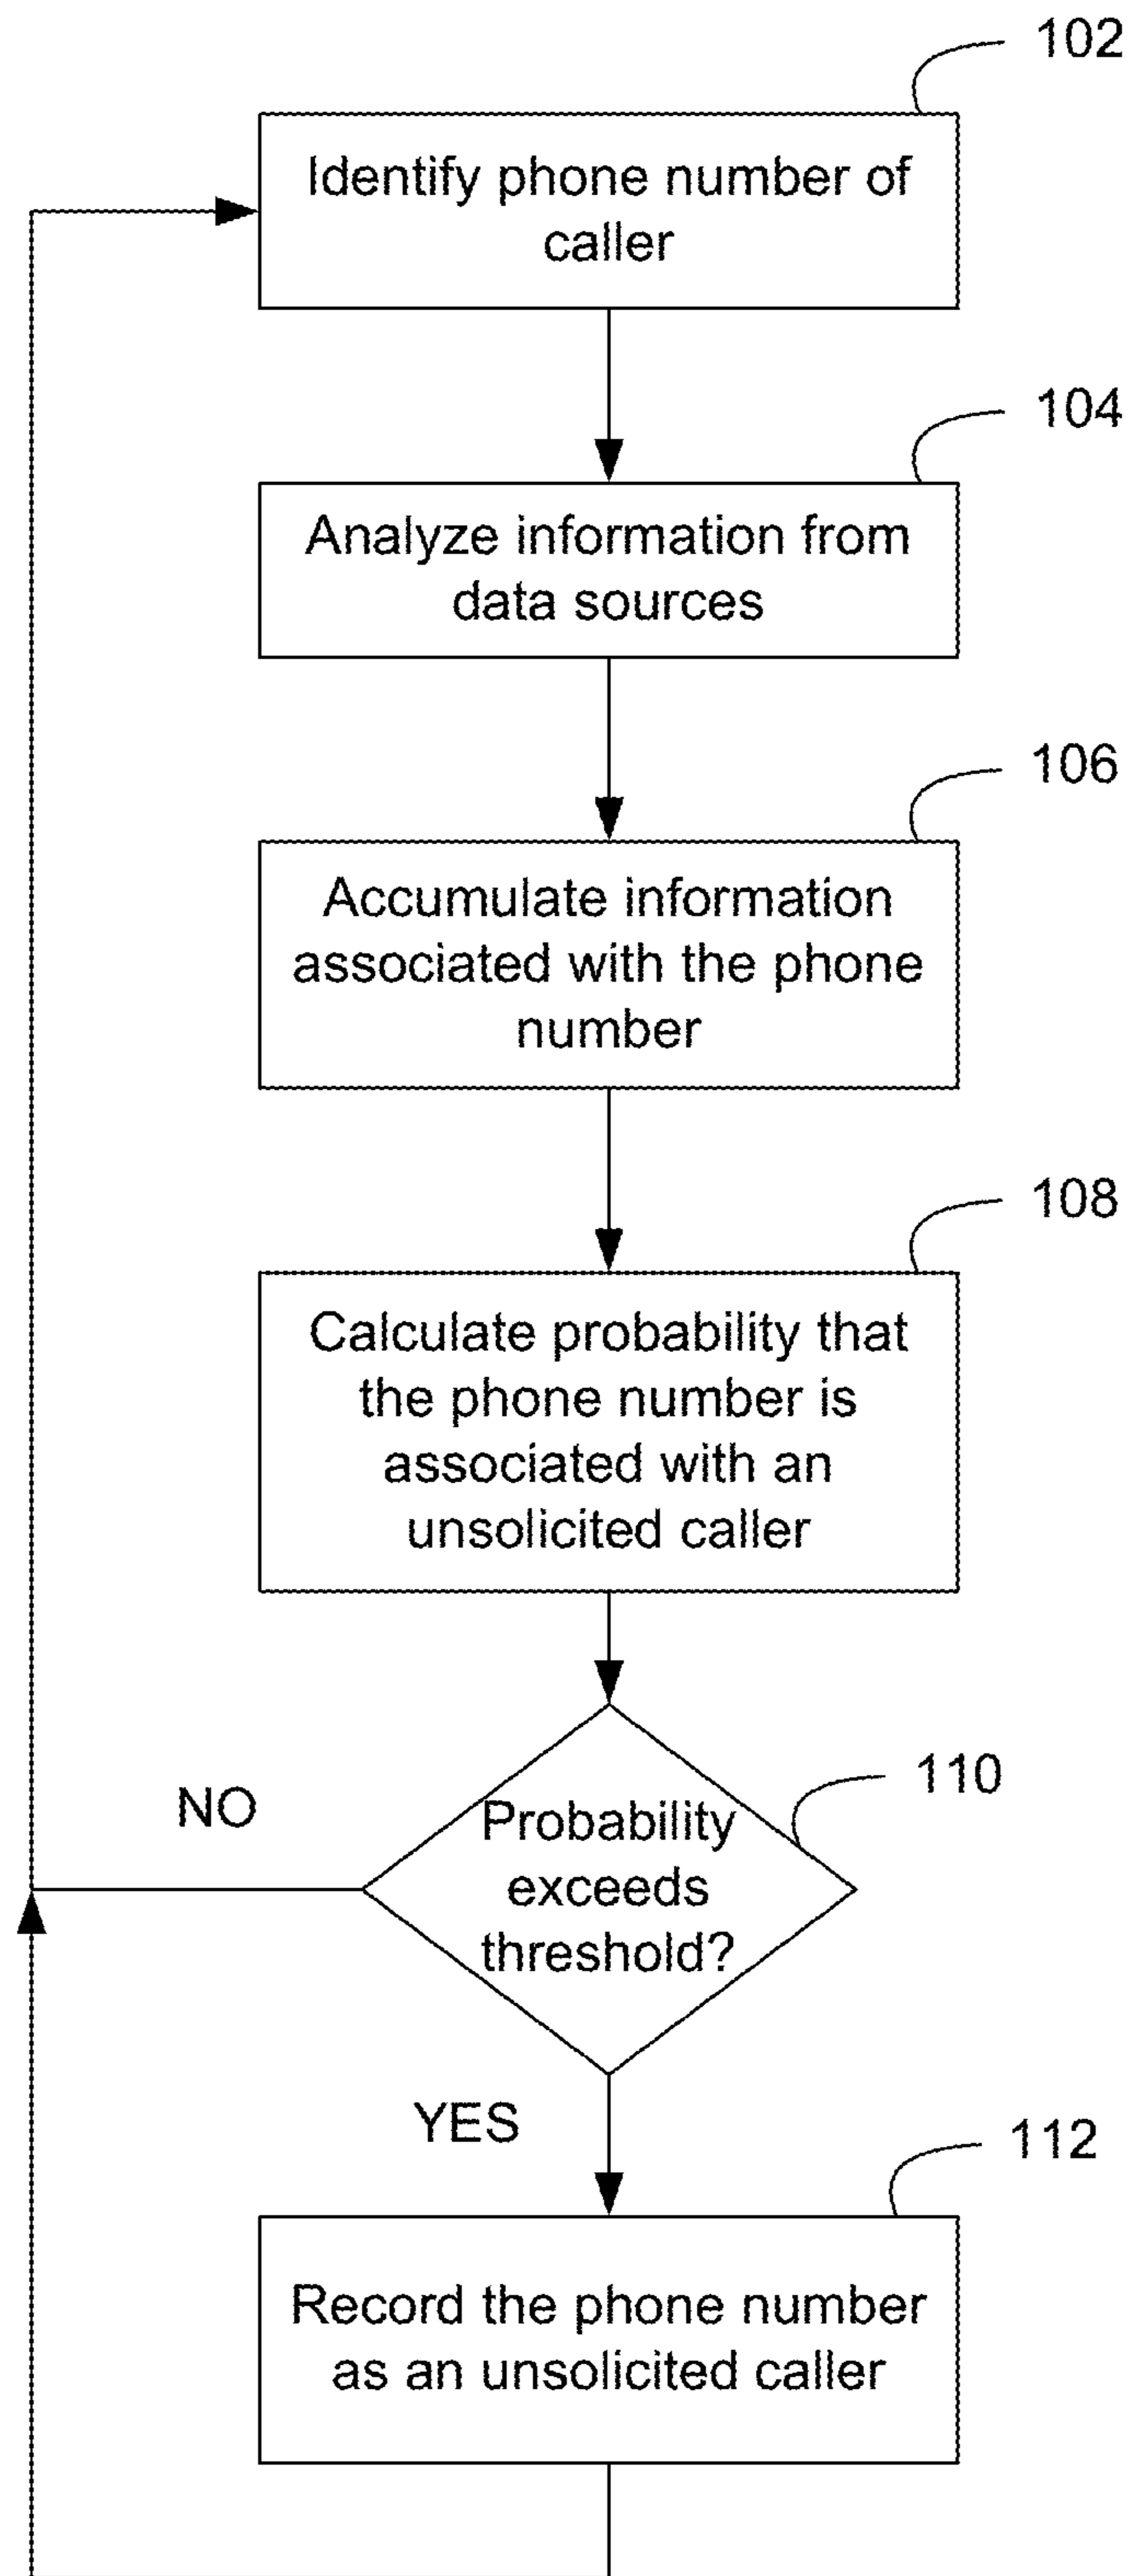 102
Identify phone number of
caller
104
Analyze information from
data sources
106
Accumulate information
associated with the phone
number
108
Calculate probability that
the phone number is
associated with an
unsolicited caller
110
NO
Probability
exceeds
threshold?
YES
112
Record the phone number
as an unsolicited caller